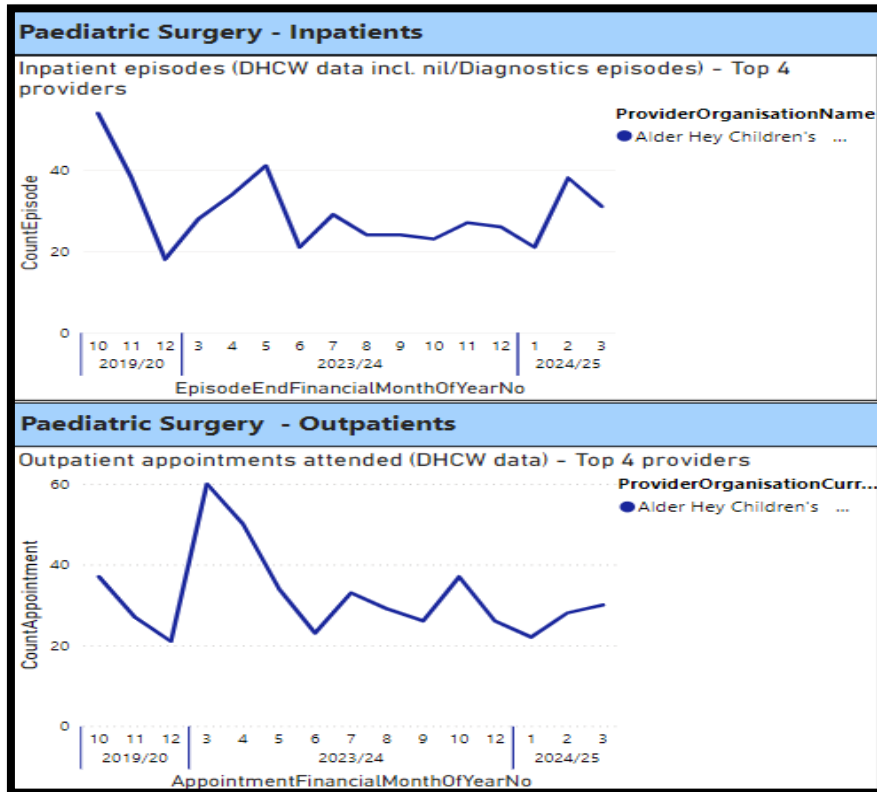 Paediatric Surgery - Inpatients
Inpatient episodes (DHCW data incl. nil/Diagnostics episodes) – Top 4
providers
ProviderOrganisationName
Alder Hey Children's ...
CountEpisode
40
20
0
10 11 12 3 4 5 6 7 8 9 10 11 12 1 2 3
2019/20 2023/24 2024/25
EpisodeEndFinancialMonthOfYearNo
Paediatric Surgery - Outpatients
Outpatient appointments attended (DHCW data) – Top 4 providers
ProviderOrganisationCurr...
Alder Hey Children's ...
CountAppointment
60
40
20
0
10 11 12 3 4 5 6 7 8 9 10 12 1 2 3
2019/20 2023/24 2024/25
AppointmentFinancialMonthOfYearNo